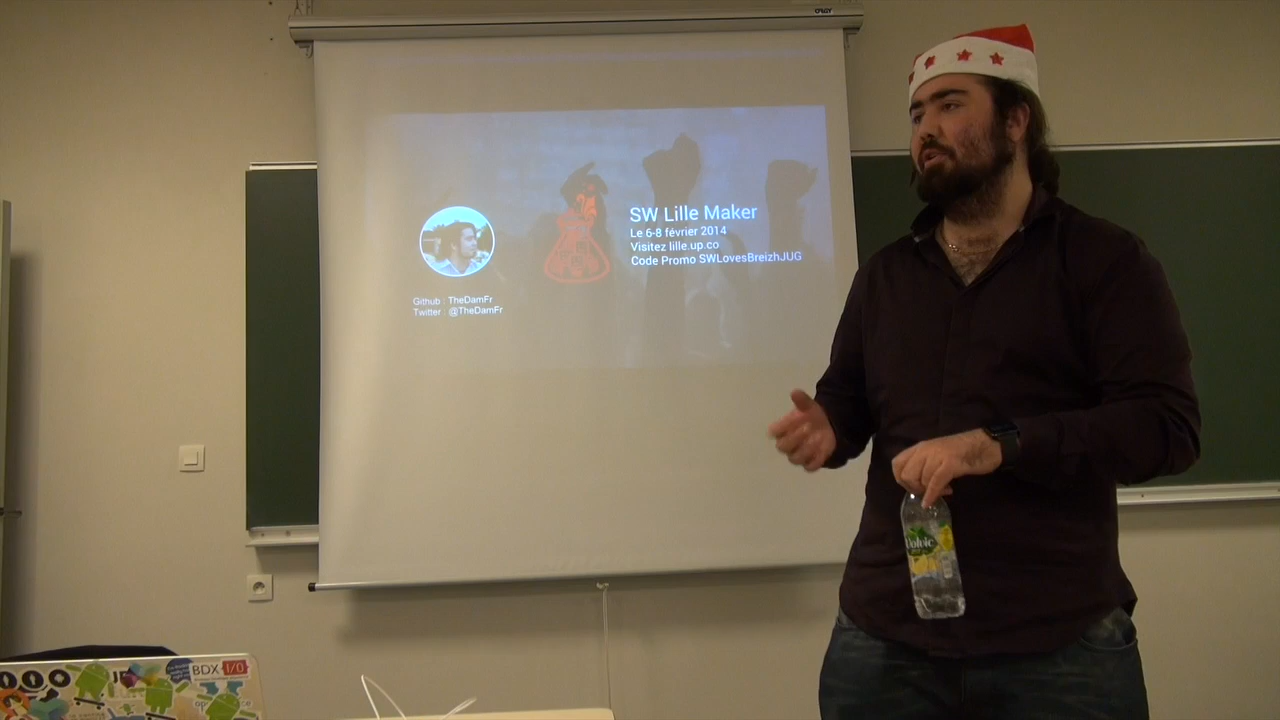 ORAY
SW Lille Maker
Le 6-8 février 2014
Visitez lille.up.co
Code Promo SWLovesBreizhJUG
Github : TheDamFr
Twitter : @TheDamFr
Volvic
BDX I/O